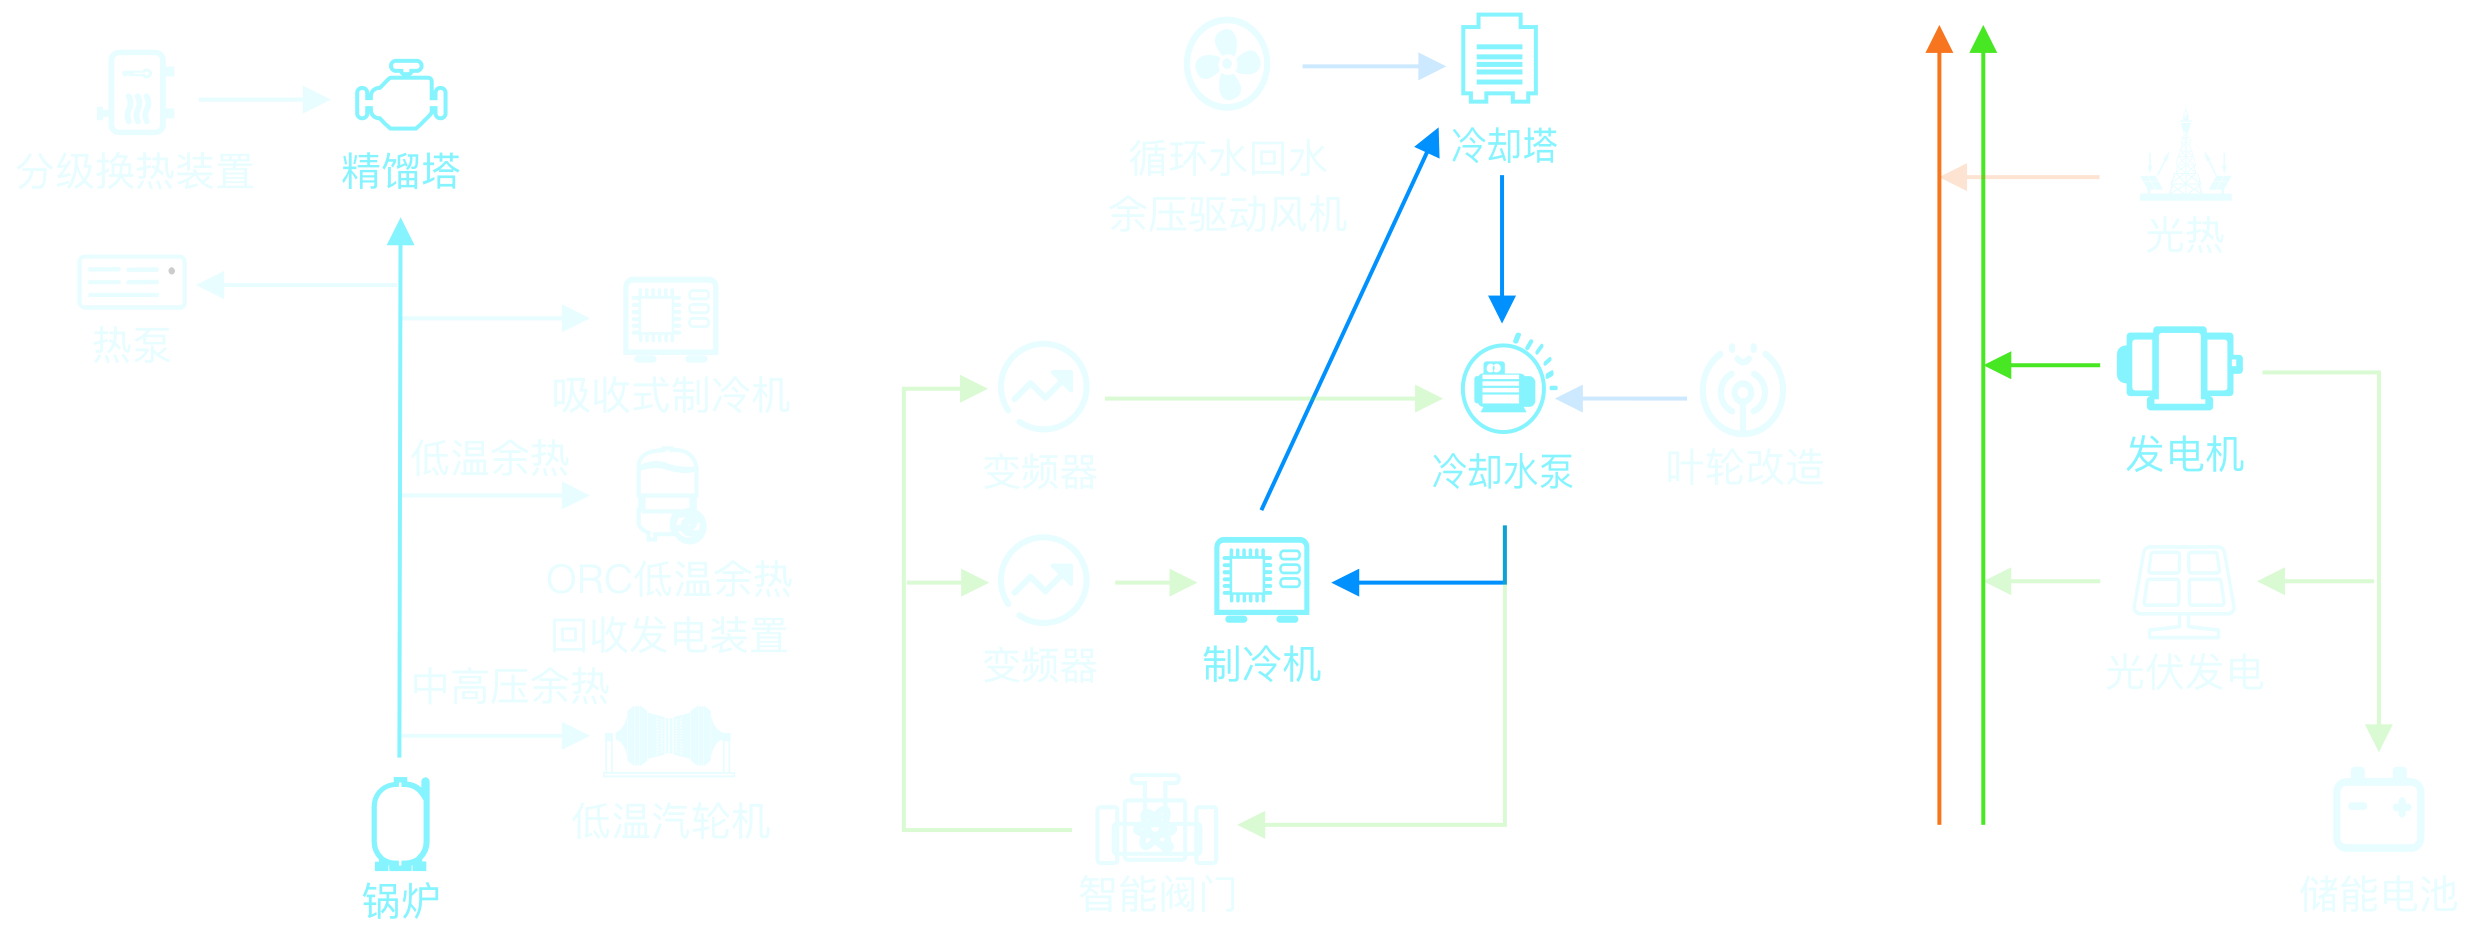 分级换热装置
精馏塔
热泵
吸收式制冷机
低温余热
ORC低温余热
回收发电装置
中高压余热
低温汽轮机
锅炉
循环水回水
余压驱动风机
冷却塔
变频器
冷却水泵
叶轮改造
变频器
制冷机
智能阀门
光热
发电机
光伏发电
储能电池